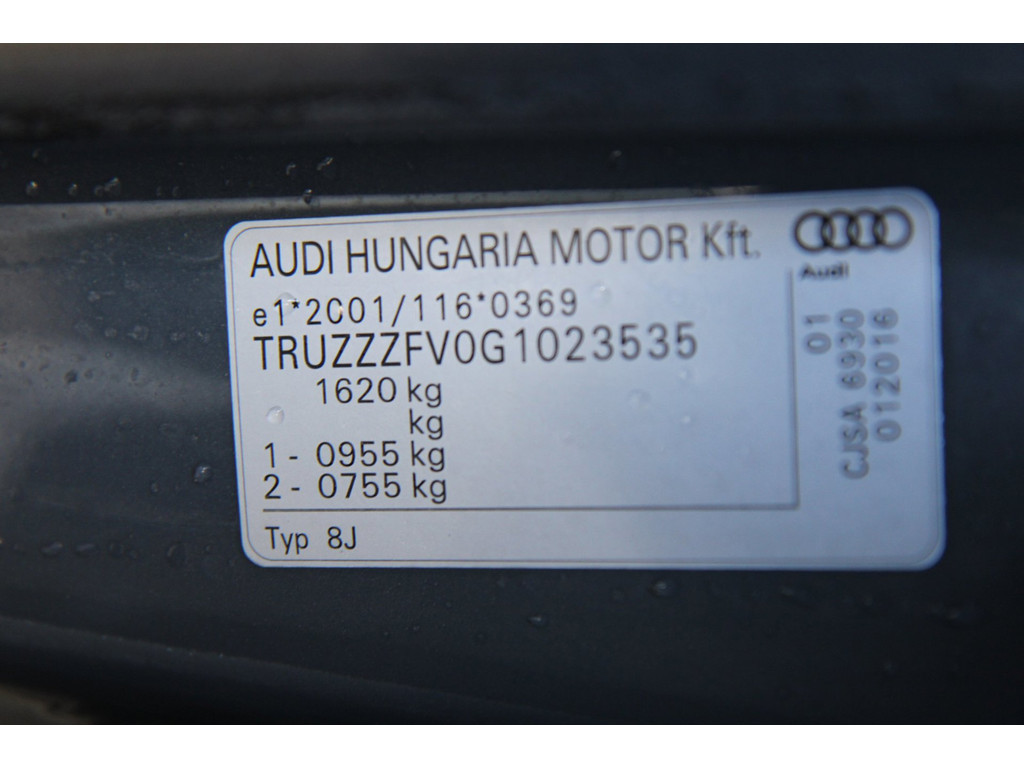 AUDI HUNGARIA MOTOR Kft.
Audi
e1*2001/116*0369
TRUZZZFV0G1023535
1620 kg
kg
1- 0955 kg
2- 0755 kg
Typ 8J
01
CJSA 6930
012016